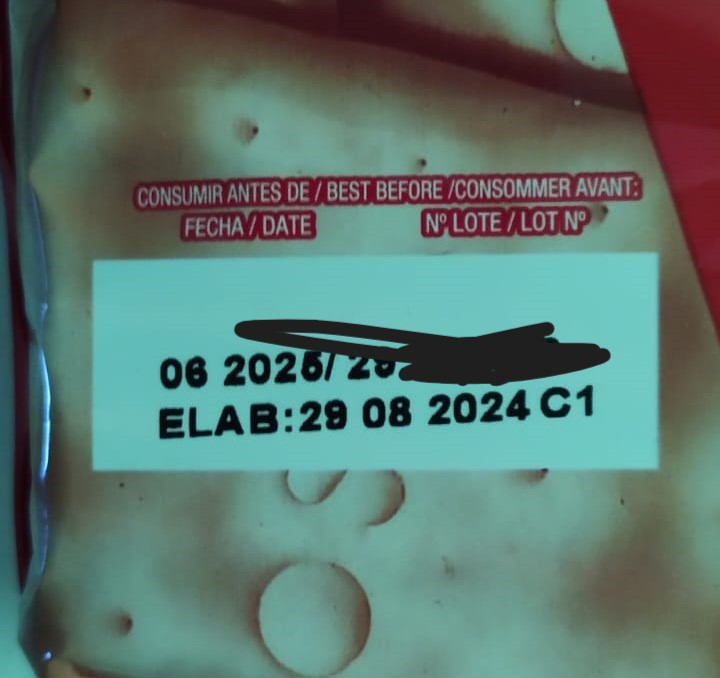 CONSUMIR ANTES DE / BEST BEFORE /CONSOMMER AVANT:
FECHA / DATE Nº LOTE / LOT Nº
06 2025/
ELAB:29 08 2024 C1